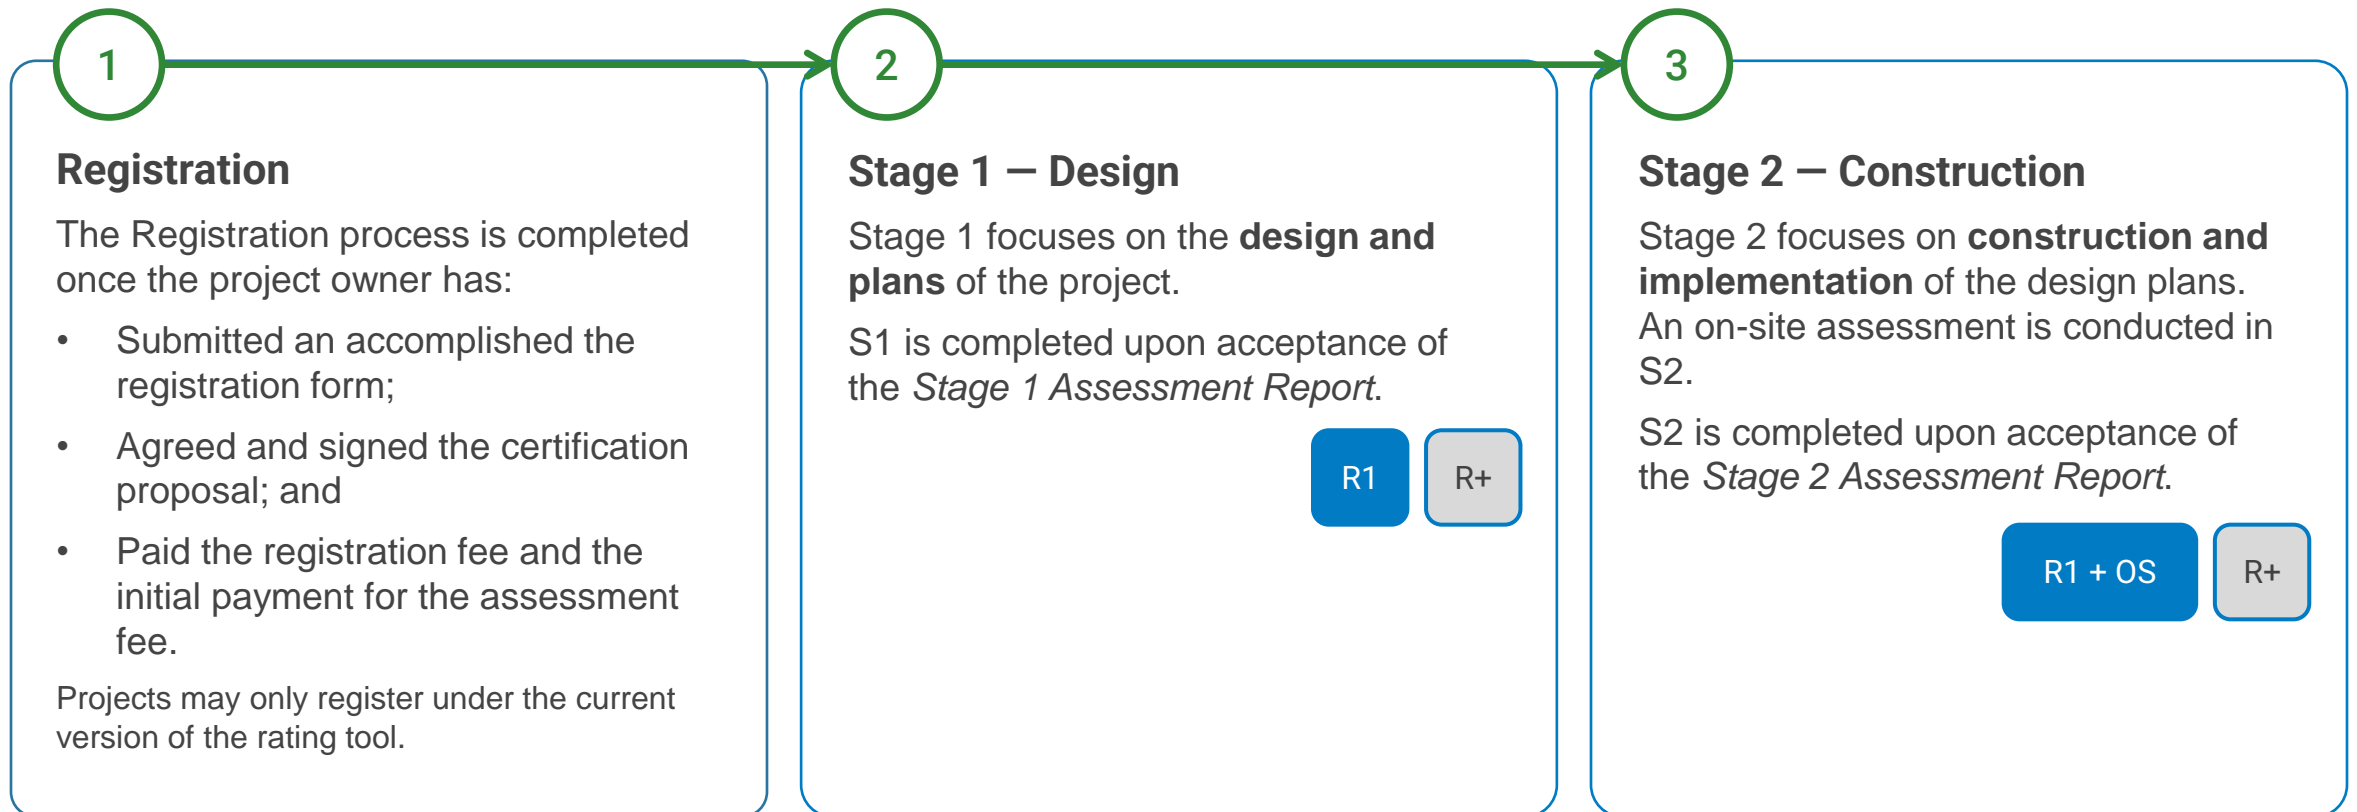 1
Registration
The Registration process is completed
once the project owner has:
• Submitted an accomplished the
registration form;
• Agreed and signed the certification
proposal; and
• Paid the registration fee and the
initial payment for the assessment
fee.
Projects may only register under the current
version of the rating tool.
2
Stage 1 — Design
Stage 1 focuses on the design and
plans of the project.
S1 is completed upon acceptance of
the Stage 1 Assessment Report.
R1
R+
3
Stage 2 — Construction
Stage 2 focuses on construction and
implementation of the design plans.
An on-site assessment is conducted in
S2.
S2 is completed upon acceptance of
the Stage 2 Assessment Report.
R1 + OS
R+